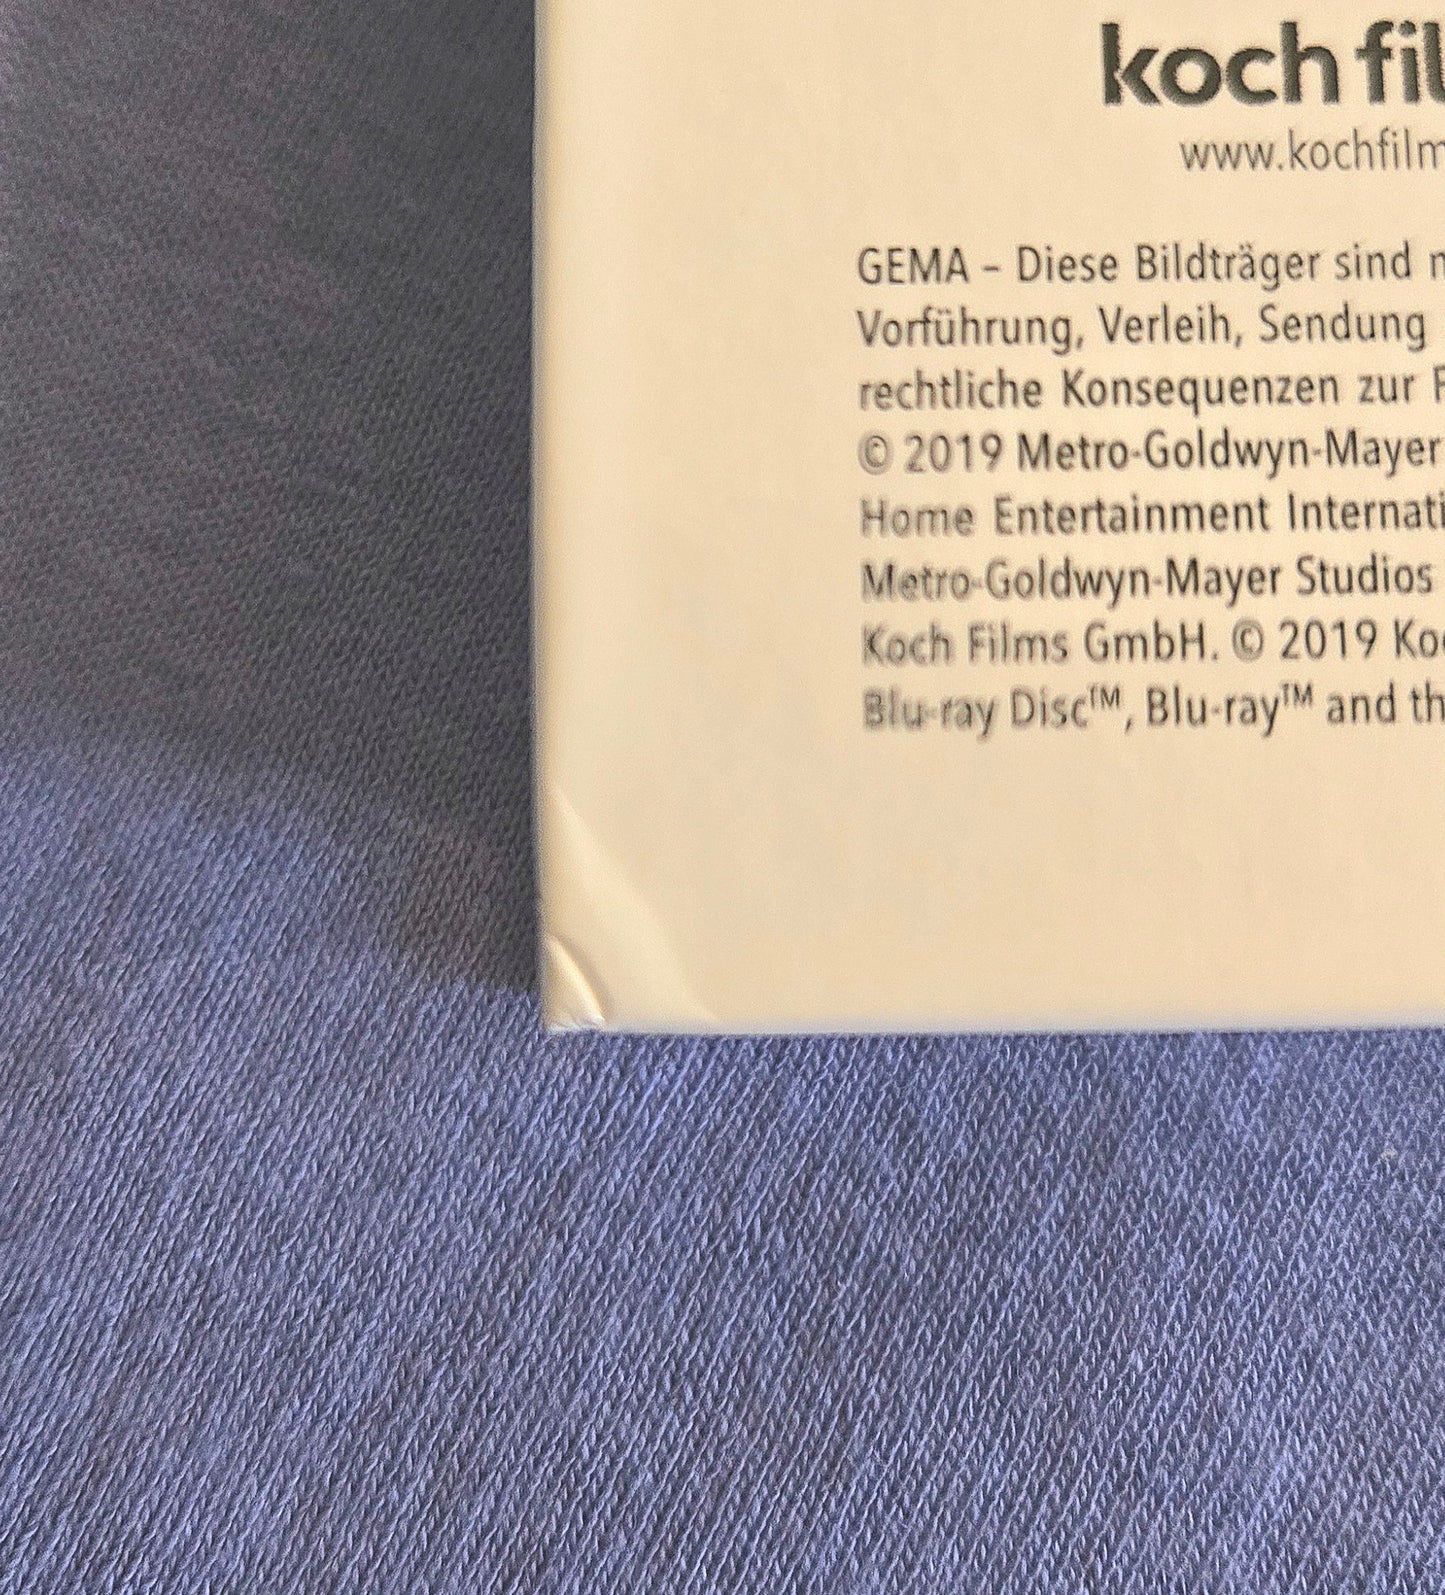 koch fil
www.kochfilm
GEMA – Diese Bildträger sind
Vorführung, Verleih, Sendung
rechtliche Konsequenzen zur
© 2019 Metro-Goldwyn-Mayer
Home Entertainment Internati
Metro-Goldwyn-Mayer Studios
Koch Films GmbH. © 2019 Ko
Blu-ray Disc™, Blu-ray™ and th